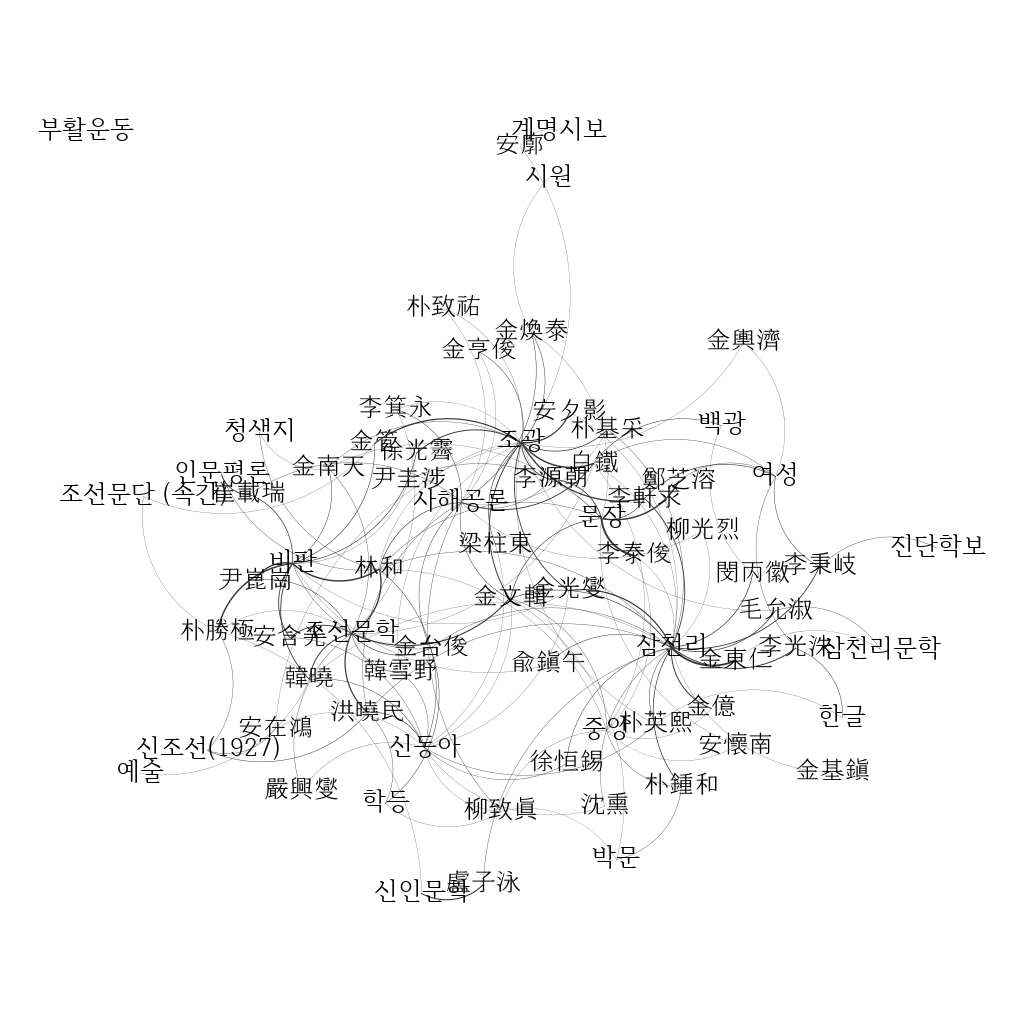 부활운동
계명시보
安廓
시원
朴致祐
金煥泰
金亨俊
金興濟
李箕永
安夕影
朴基采
백광
청색지
金管
徐光霽
조광
金南天
인문평론
尹圭涉
李源朝
白鐵
鄭芝溶
여성
조선문단 (속간)
崔載瑞
사해공론
李軒求
문장
柳光烈
梁柱東
李泰俊
진단학보
비판
尹崑崗
林和
閔丙徽
李秉岐
金文輯
金光燮
毛允淑
朴勝極
安含光
조선문학
金台俊
삼천리
金東仁
李光洙
삼천리문학
韓曉
韓雪野
兪鎭午
安在鴻
洪曉民
金億
한글
신조선(1927)
신동아
중앙
朴英熙
安懷南
예술
徐恒錫
金基鎭
嚴興燮
학등
柳致眞
沈熏
朴鍾和
박문
신인문학
盧子泳